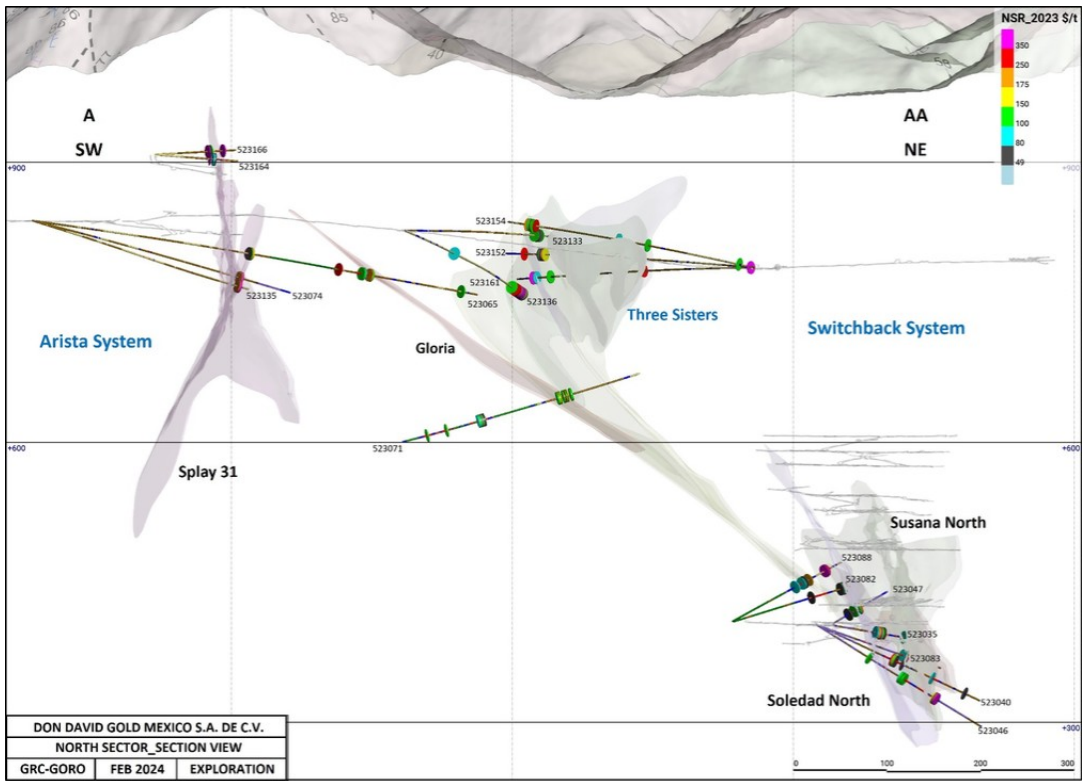 NSR_2023 $/t
350
250
175
150
100
80
49
85
40
A
AA
SW
NE
+900
+900
523166
523164
523154
523133
523152
523161
523136
523135
523074
523065
Three Sisters
Arista System
Switchback System
Gloria
523071
+600
+600
Splay 31
Susana North
523088
523082
523047
523035
523083
Soledad North
523040
523046
+300
DON DAVID GOLD MEXICO S.A. DE C.V.
NORTH SECTOR_SECTION VIEW
GRC-GORO FEB 2024 EXPLORATION
0 100 200 300